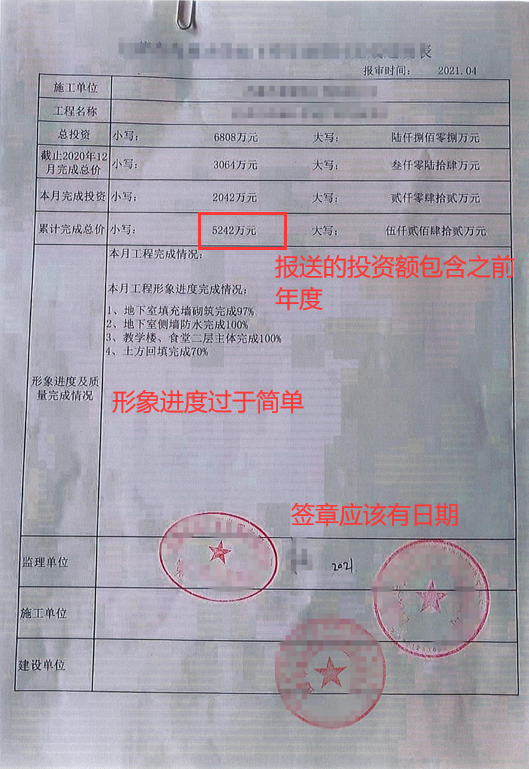 表
报审时间： 2021.04
施工单位
工程名称
总投资 小写： 6808万元 大写： 陆仟捌佰零捌万元
截止2020年12月完成总价 小写： 3064万元 大写： 叁仟零陆拾肆万元
本月完成投资 小写： 2042万元 大写： 贰仟零肆拾贰万元
累计完成总价 小写： 5242万元 大写： 伍仟贰佰肆拾贰万元
报送的投资额包含之前
年度
本月工程完成情况：
本月工程形象进度完成情况：
1、地下室填充墙砌筑完成97%
2、地下室侧墙防水完成100%
3、教学楼、食堂二层主体完成100%
4、土方回填完成70%
形象进度及质
量完成情况
形象进度过于简单
签章应该有日期
监理单位 2021
施工单位
建设单位